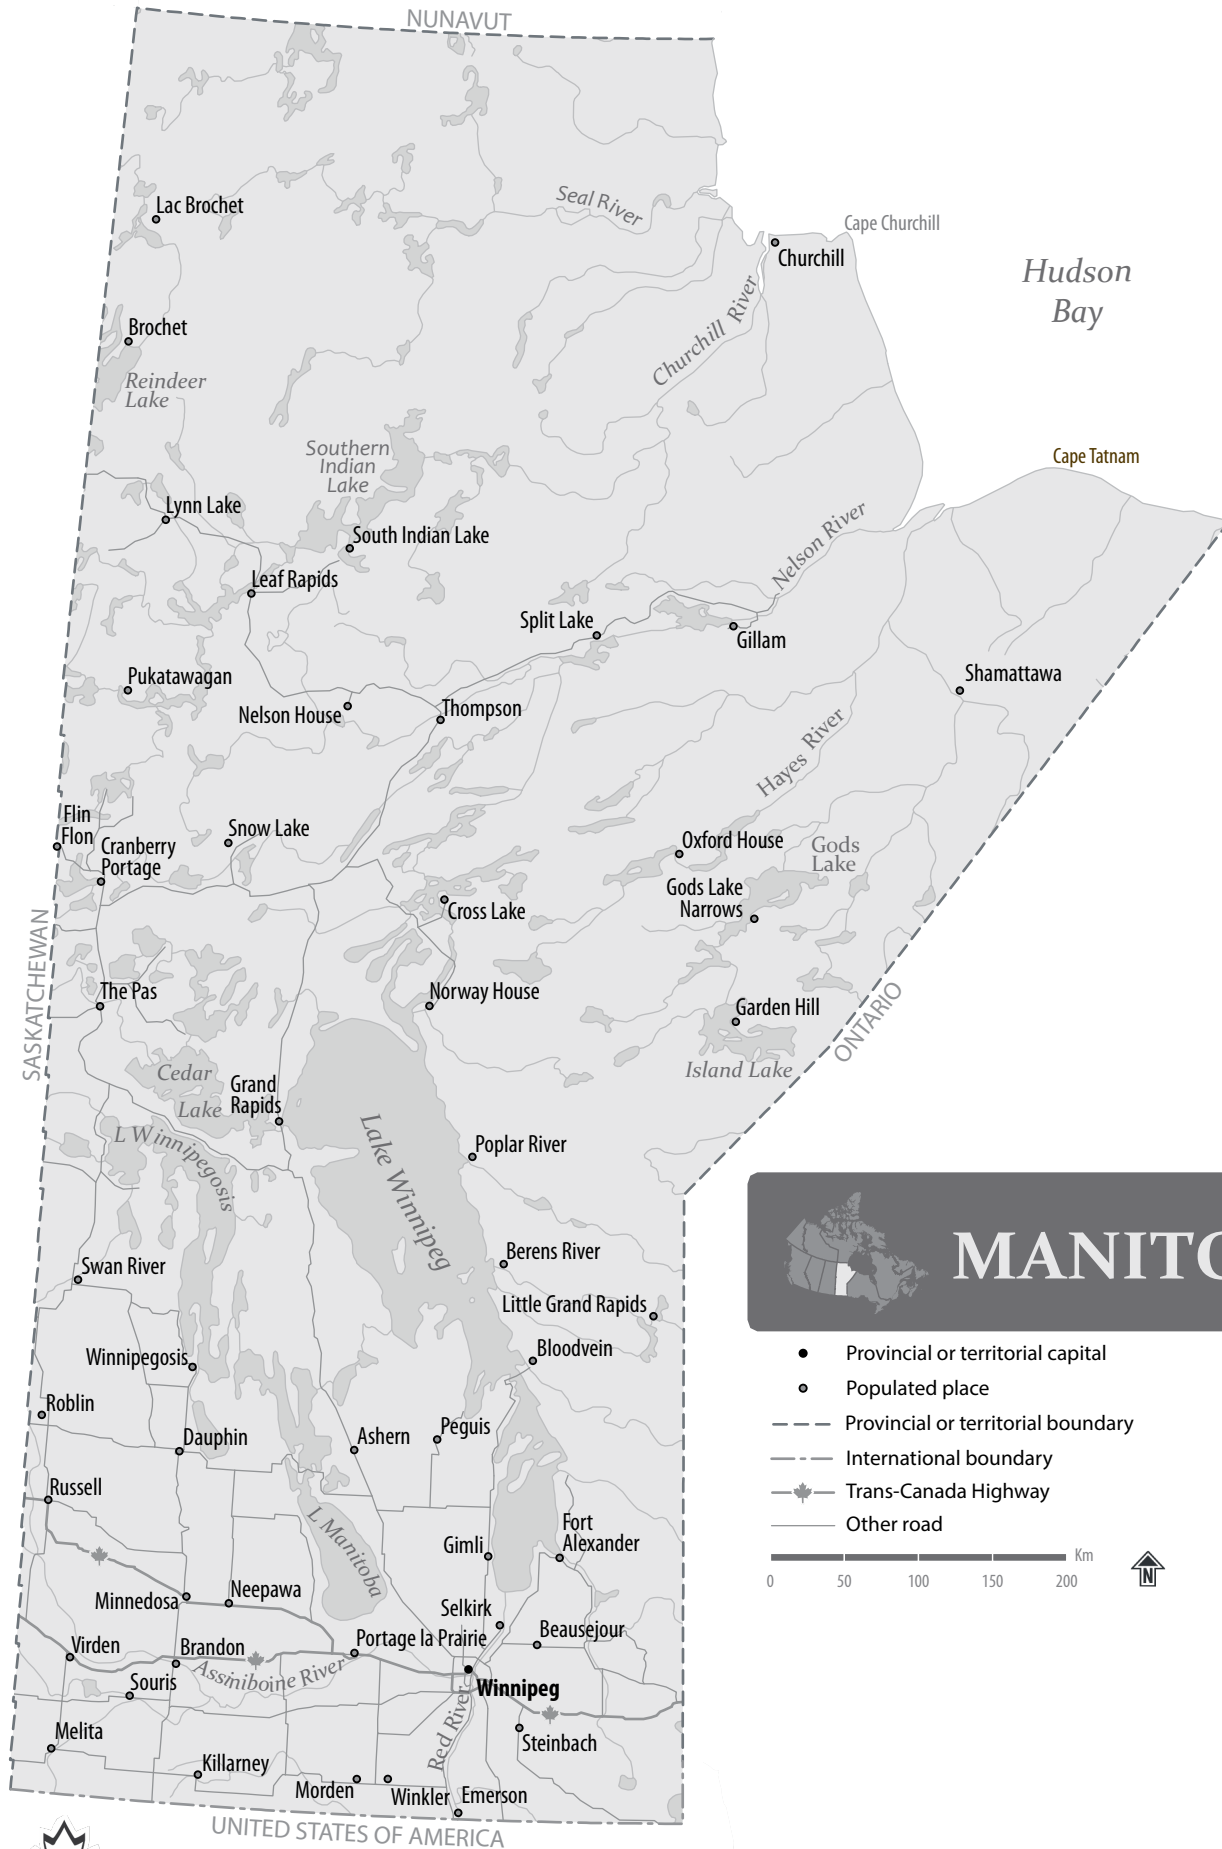 NUNAVUT
Lac Brochet
Seal River
Cape Churchill
Churchill
Hudson
Bay
Churchill River
Brochet
Reindeer
Lake
Southern
Indian
Lake
Cape Tatnam
Lynn Lake
South Indian Lake
Nelson River
Leaf Rapids
Split Lake
Gillam
Pukatawagan
Shamattawa
Nelson House
Thompson
Hayes River
Flin
Flon
Cranberry
Portage
Snow Lake
Oxford House
Gods
Lake
Gods Lake
Narrows
Cross Lake
SASKATCHEWAN
The Pas
Norway House
Garden Hill
ONTARIO
Island Lake
Cedar
Lake
Grand
Rapids
L Winnipegosis
Lake Winnipeg
Poplar River
MANITO
Swan River
Berens River
Little Grand Rapids
Bloodvein
Winnipegosis
Roblin
Dauphin
Ashern
Peguis
Russell
L Manitoba
Gimli
Fort
Alexander
Minnedosa
Neepawa
Selkirk
Beausejour
Virden
Brandon
Portage la Prairie
Assiniboine River
Winnipeg
Souris
Red River
Steinbach
Melita
Killarney
Morden
Winkler
Emerson
UNITED STATES OF AMERICA
Provincial or territorial capital
Populated place
Provincial or territorial boundary
International boundary
Trans-Canada Highway
Other road
Km
0 50 100 150 200
N